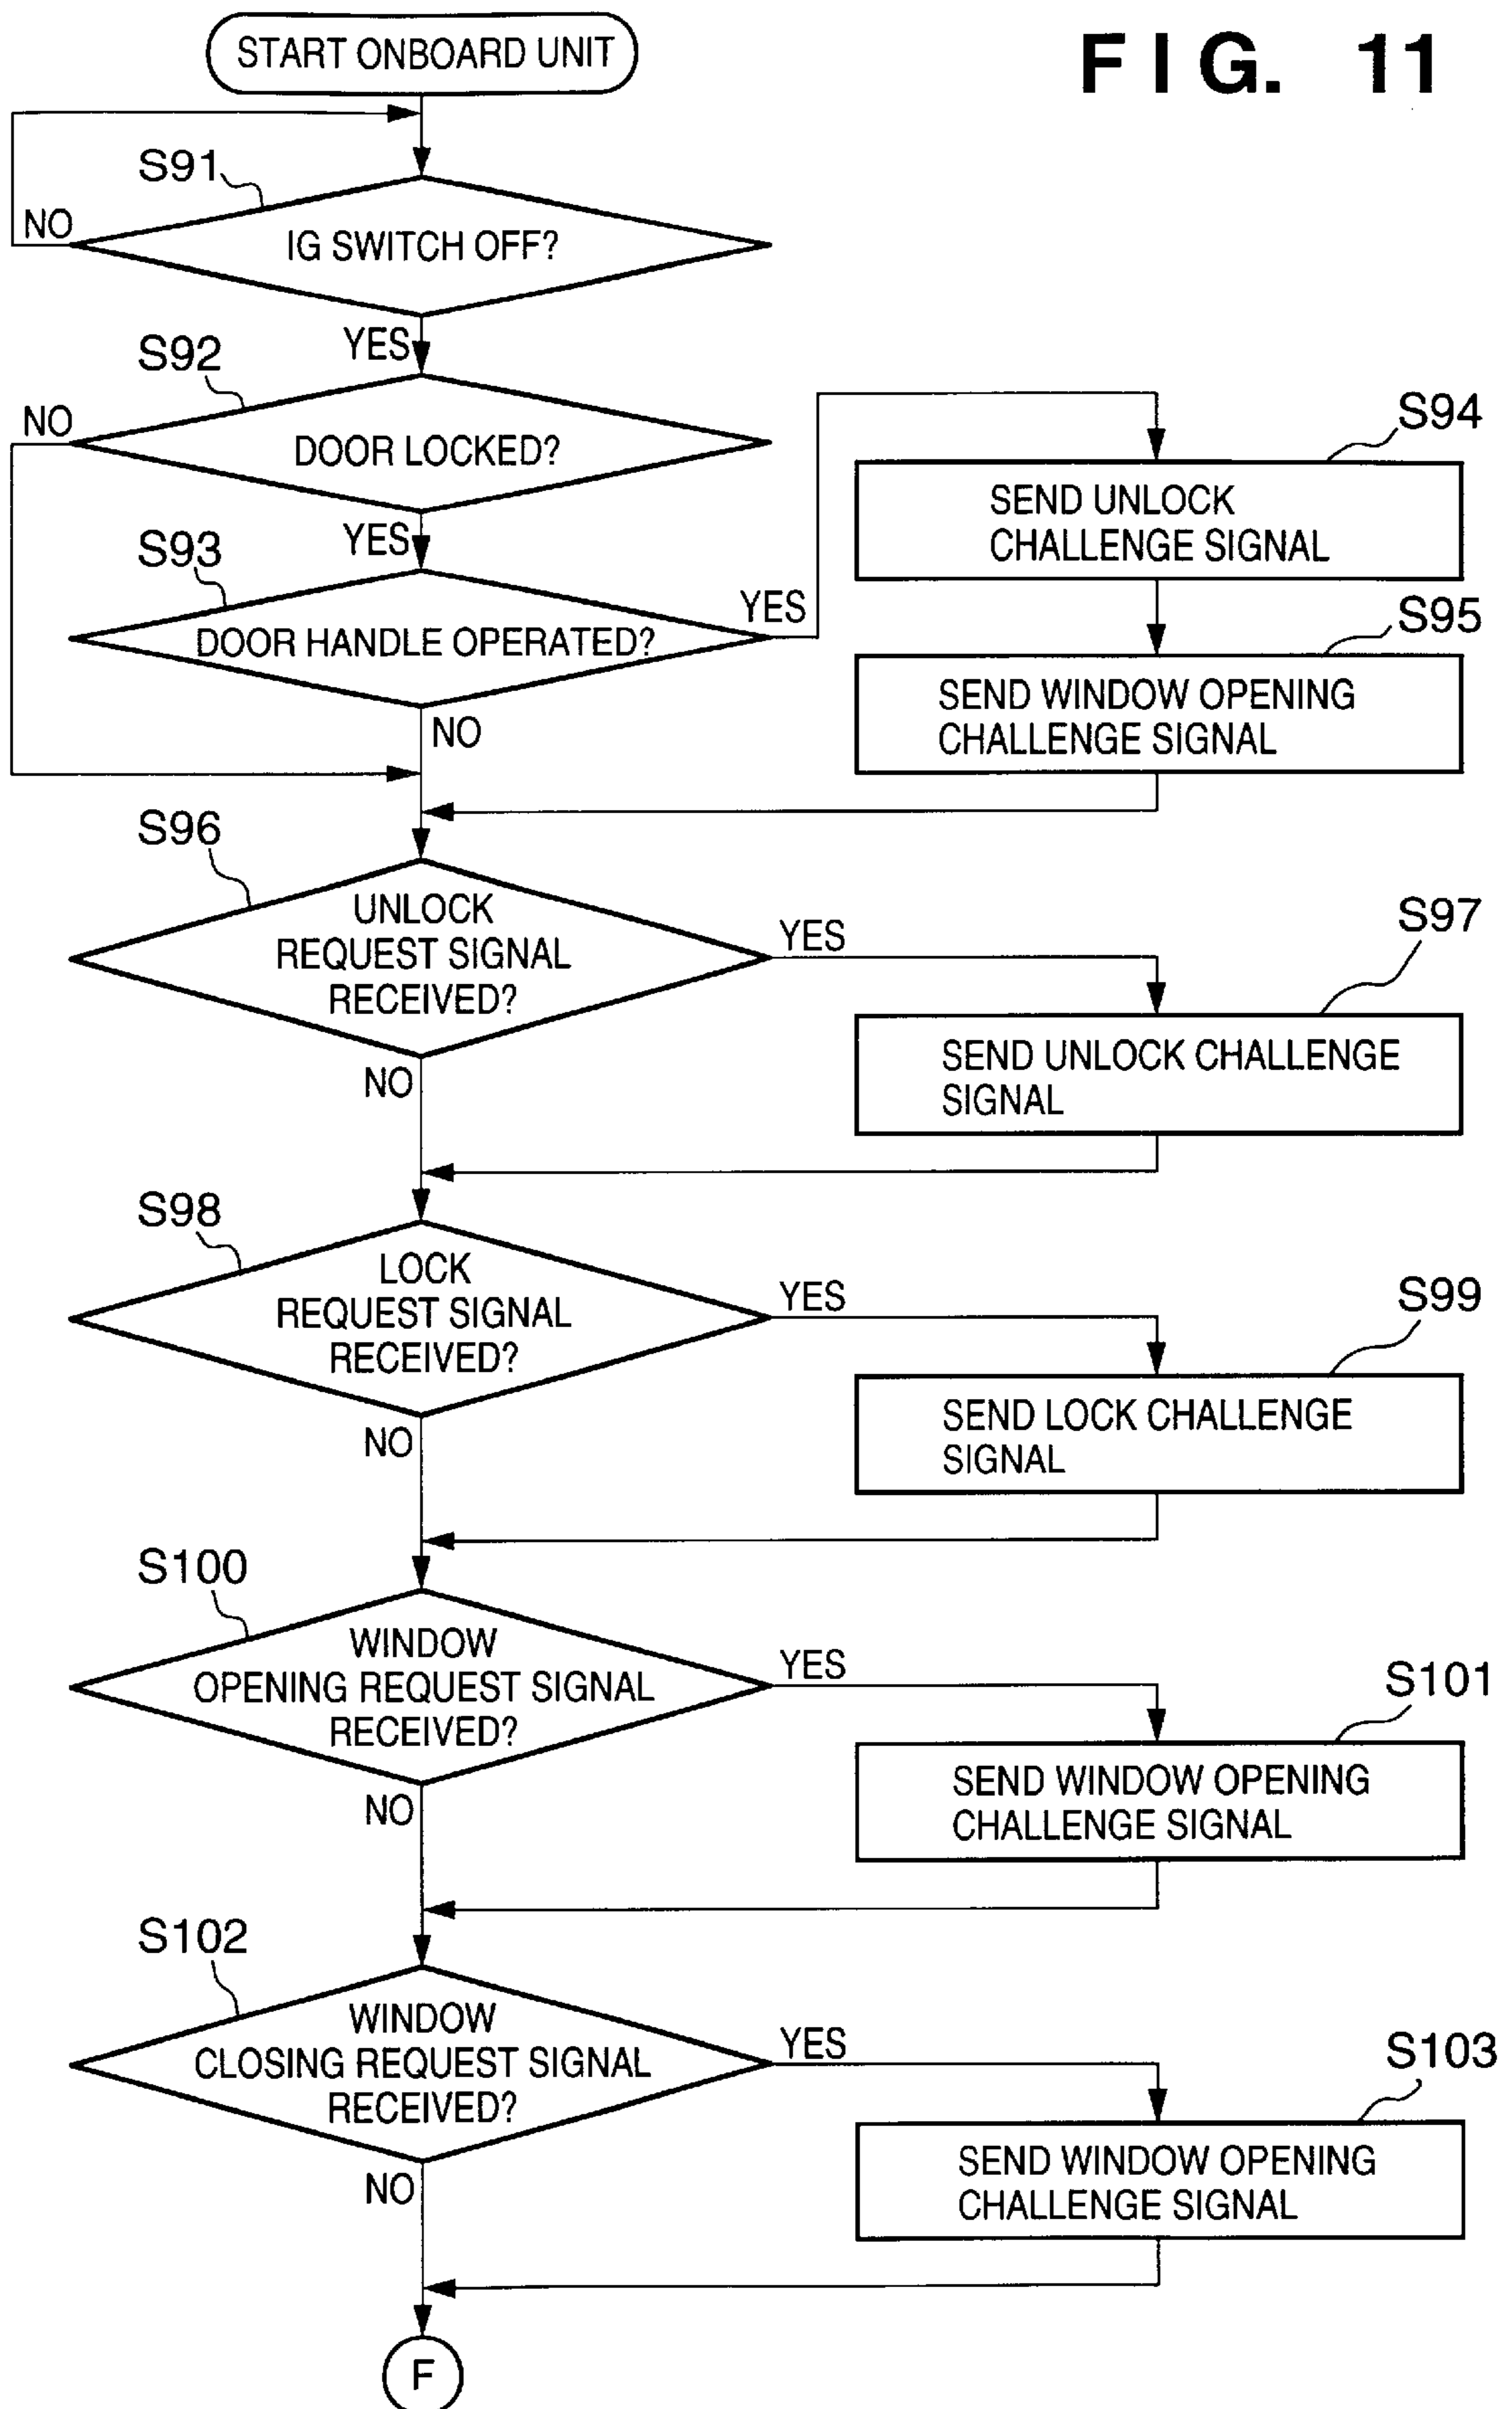 FIG. 11
START ONBOARD UNIT
S91
NO
IG SWITCH OFF?
YES
S92
NO
DOOR LOCKED?
YES
S93
DOOR HANDLE OPERATED?
YES
NO
S94
SEND UNLOCK
CHALLENGE SIGNAL
S95
SEND WINDOW OPENING
CHALLENGE SIGNAL
S96
UNLOCK
REQUEST SIGNAL
RECEIVED?
YES
NO
S97
SEND UNLOCK CHALLENGE
SIGNAL
S98
LOCK
REQUEST SIGNAL
RECEIVED?
YES
NO
S99
SEND LOCK CHALLENGE
SIGNAL
S100
WINDOW
OPENING REQUEST SIGNAL
RECEIVED?
YES
NO
S101
SEND WINDOW OPENING
CHALLENGE SIGNAL
S102
WINDOW
CLOSING REQUEST SIGNAL
RECEIVED?
YES
NO
S103
SEND WINDOW OPENING
CHALLENGE SIGNAL
F